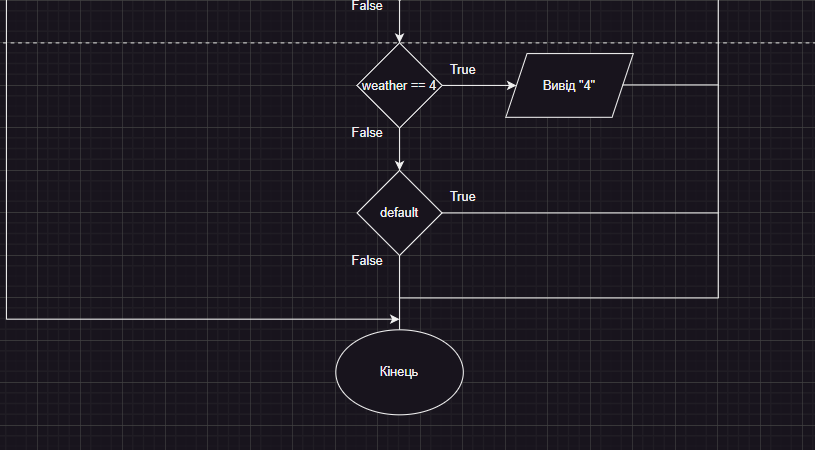 False
True
weather == 4
Вивід "4"
False
True
default
False
Кінець